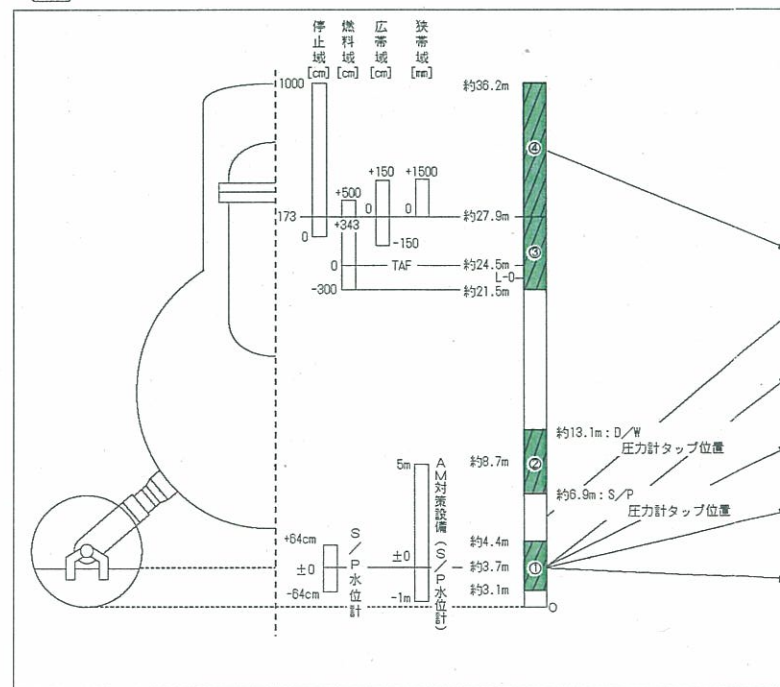 停止域
[cm]
燃料域
[cm]
広帯域
[cm]
狭帯域
[mm]
1000
約36.2m
④
+150
+1500
+500
0
0
173
+343
約27.9m
0
-150
③
0
TAF
約24.5m
L-0
-300
約21.5m
約13.1m:D/W
圧力計タップ位置
5m
約8.7m
②
約6.9m:S/P
圧力計タップ位置
AM対策設備(S/P水位計)
+64cm
S/P水位計
約4.4m
±0
±0
約3.7m
①
-64cm
-1m
約3.1m
0